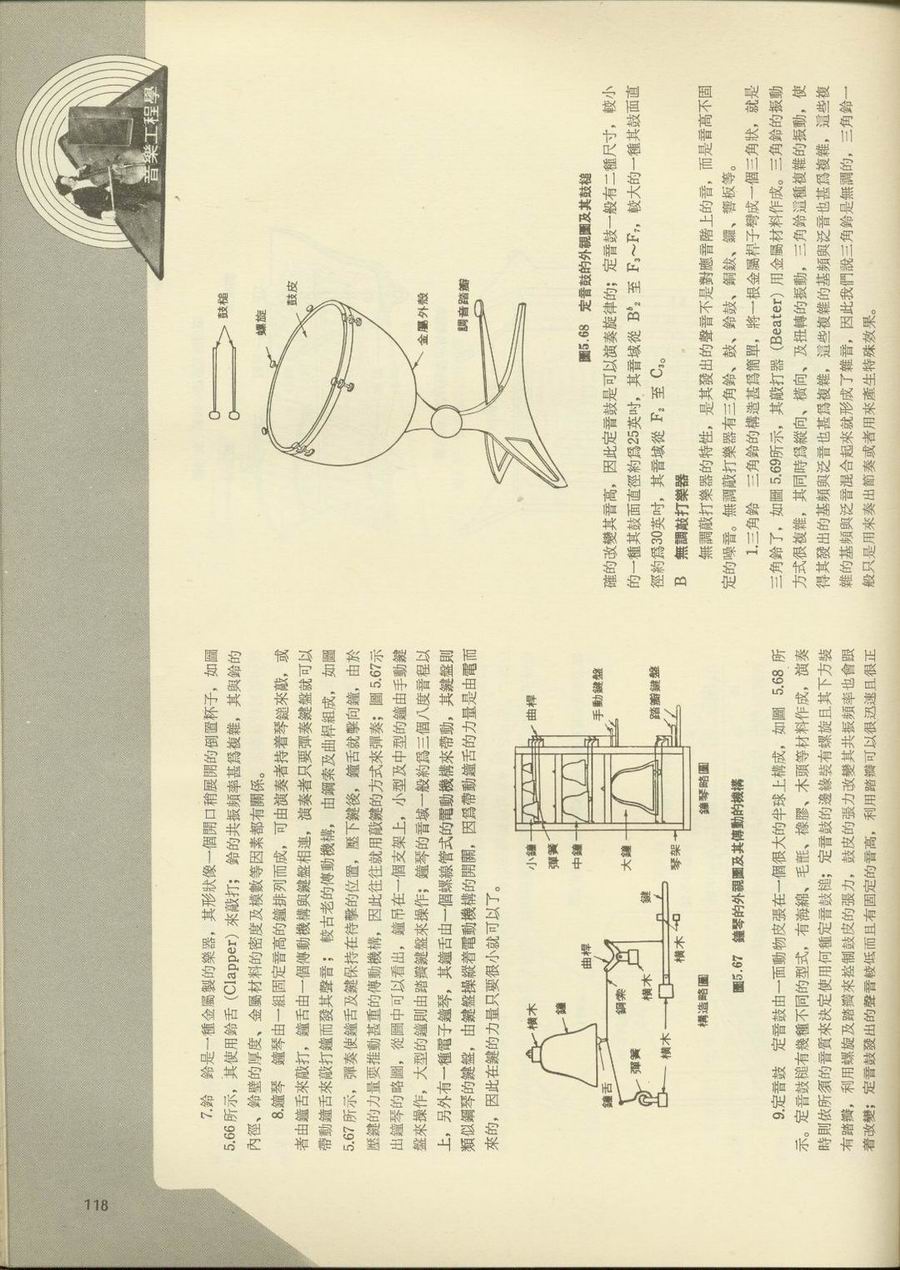 118
音樂工程學
7.鈴　鈴是一種金屬製的樂器，其形狀像一個開口稍展開的倒置杯子，如圖
5.66所示，其使用鈴舌（Clapper）來敲打；鈴的共振頻率甚爲複雜，其與鈴的
內徑、鈴壁的厚度、金屬材料的密度及模數等因素都有關係。
8.鐘琴　鐘琴由一組固定音高的鐘排列而成，可由演奏者持着琴鎚來敲，或
者由鐘舌來敲打，鐘舌由一個傳動機構與鍵盤相連，演奏者只要彈奏鍵盤就可以
帶動鐘舌來敲打鐘而發其聲音；較古老的傳動機構，由鋼索及曲桿組成，如圖
5.67所示，彈奏使鐘舌及鍵保持在待擊的位置，壓下鍵後，鐘舌就擊向鐘，由於
壓鍵的力量要推動甚重的傳動機構，因此往往就用敲鍵的方式來彈奏；圖5.67示
出鐘琴的略圖，從圖中可以看出，鐘吊在一個支架上，小型及中型的鐘由手動鍵
盤來操作，大型的鐘則由踏瓣鍵盤來操作；鐘琴的音域一般約爲三個八度音程以
上，另外有一種電子鐘琴，其鐘舌由一個螺線管式的電動機構來帶動，其鍵盤則
類似鋼琴的鍵盤，由鍵盤操縱着電動機構的開關，因爲帶動鐘舌的力量是由電而
來的，因此在鍵的力量只要很小就可以了。
橫木
鐘
鐘舌
彈簧
橫木
曲桿
鋼索
橫木
鍵
橫木
構造略圖
小鐘
彈簧
中鐘
大鐘
琴架
曲桿
手動鍵盤
踏瓣鍵盤
鐘琴略圖
圖5.67　鐘琴的外視圖及其傳動的機構
9.定音鼓　定音鼓由一面動物皮張在一個很大的半球上構成，如圖 5.68 所
示。定音鼓槌有幾種不同的型式，有海綿、毛氈、橡膠、木頭等材料作成，演奏
時則依所須的音質來決定使用何種定音鼓槌；定音鼓的邊緣裝有螺旋且其下方裝
有踏瓣，利用螺旋及踏瓣來控制鼓皮的張力，鼓皮的張力改變其共振頻率也會跟
着改變；定音鼓發出的聲音較低而且有固定的音高，利用踏瓣可以很迅速且很正
鼓槌
螺旋
鼓皮
金屬外殼
調音踏瓣
圖5.68　定音鼓的外視圖及其鼓槌
確的改變其音高，因此定音鼓是可以演奏旋律的；定音鼓一般有二種尺寸，較小
的一種其鼓面直徑約爲25英吋，其音域從 B♭₂ 至 F₃～F₇，較大的一種其鼓面直
徑約爲30英吋，其音域從 F₂ 至 C₃。
B　無調敲打樂器
無調敲打樂器的特性，是其發出的聲音不是對應音階上的音，而是音高不固
定的噪音。無調敲打樂器有三角鈴、鼓、鈴鼓、銅鈸、鑼、響板等。
1.三角鈴　三角鈴的構造甚爲簡單，將一根金屬桿子彎成一個三角狀，就是
三角鈴了，如圖 5.69所示，其敲打器（Beater）用金屬材料作成。三角鈴的振動
方式很複雜，其同時爲縱向、橫向、及扭轉的振動，三角鈴這種複雜的振動，使
得其發出的基頻與泛音也甚爲複雜，這些複雜的基頻與泛音也甚爲複雜，這些複
雜的基頻與泛音混合起來就形成了雜音，因此我們說三角鈴是無調的，三角鈴一
般只是用來奏出節奏或者用來產生特殊效果。